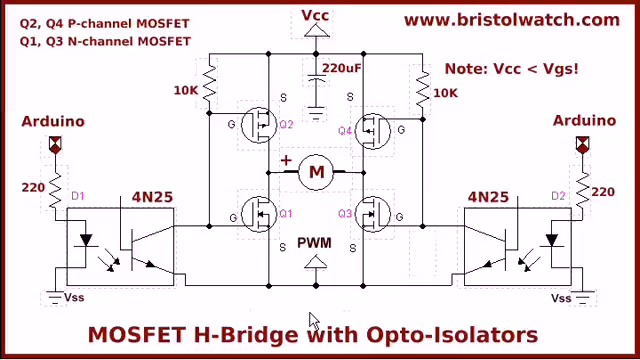 Q2, Q4 P-channel MOSFET
Q1, Q3 N-channel MOSFET
Vcc
www.bristolwatch.com
220uF
Note: Vcc < Vgs!
10K
10K
S
S
Arduino
Arduino
G
Q2
Q4
G
+
M
220
D1
4N25
4N25
D2
220
G
Q1
Q3
G
S
PWM
S
Vss
Vss
MOSFET H-Bridge with Opto-Isolators